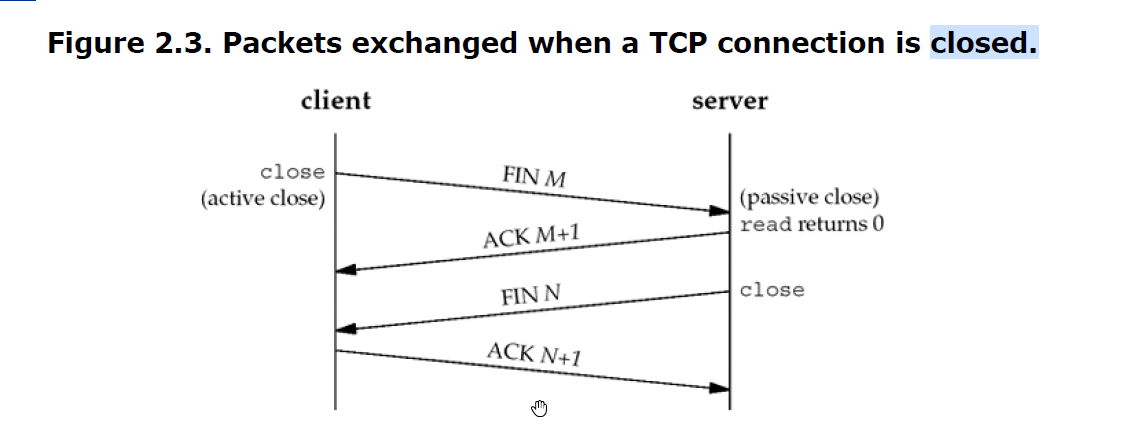 Figure 2.3. Packets exchanged when a TCP connection is closed.
client
server
close
(active close)
FIN M
(passive close)
read returns 0
ACK M+1
FIN N
close
ACK N+1